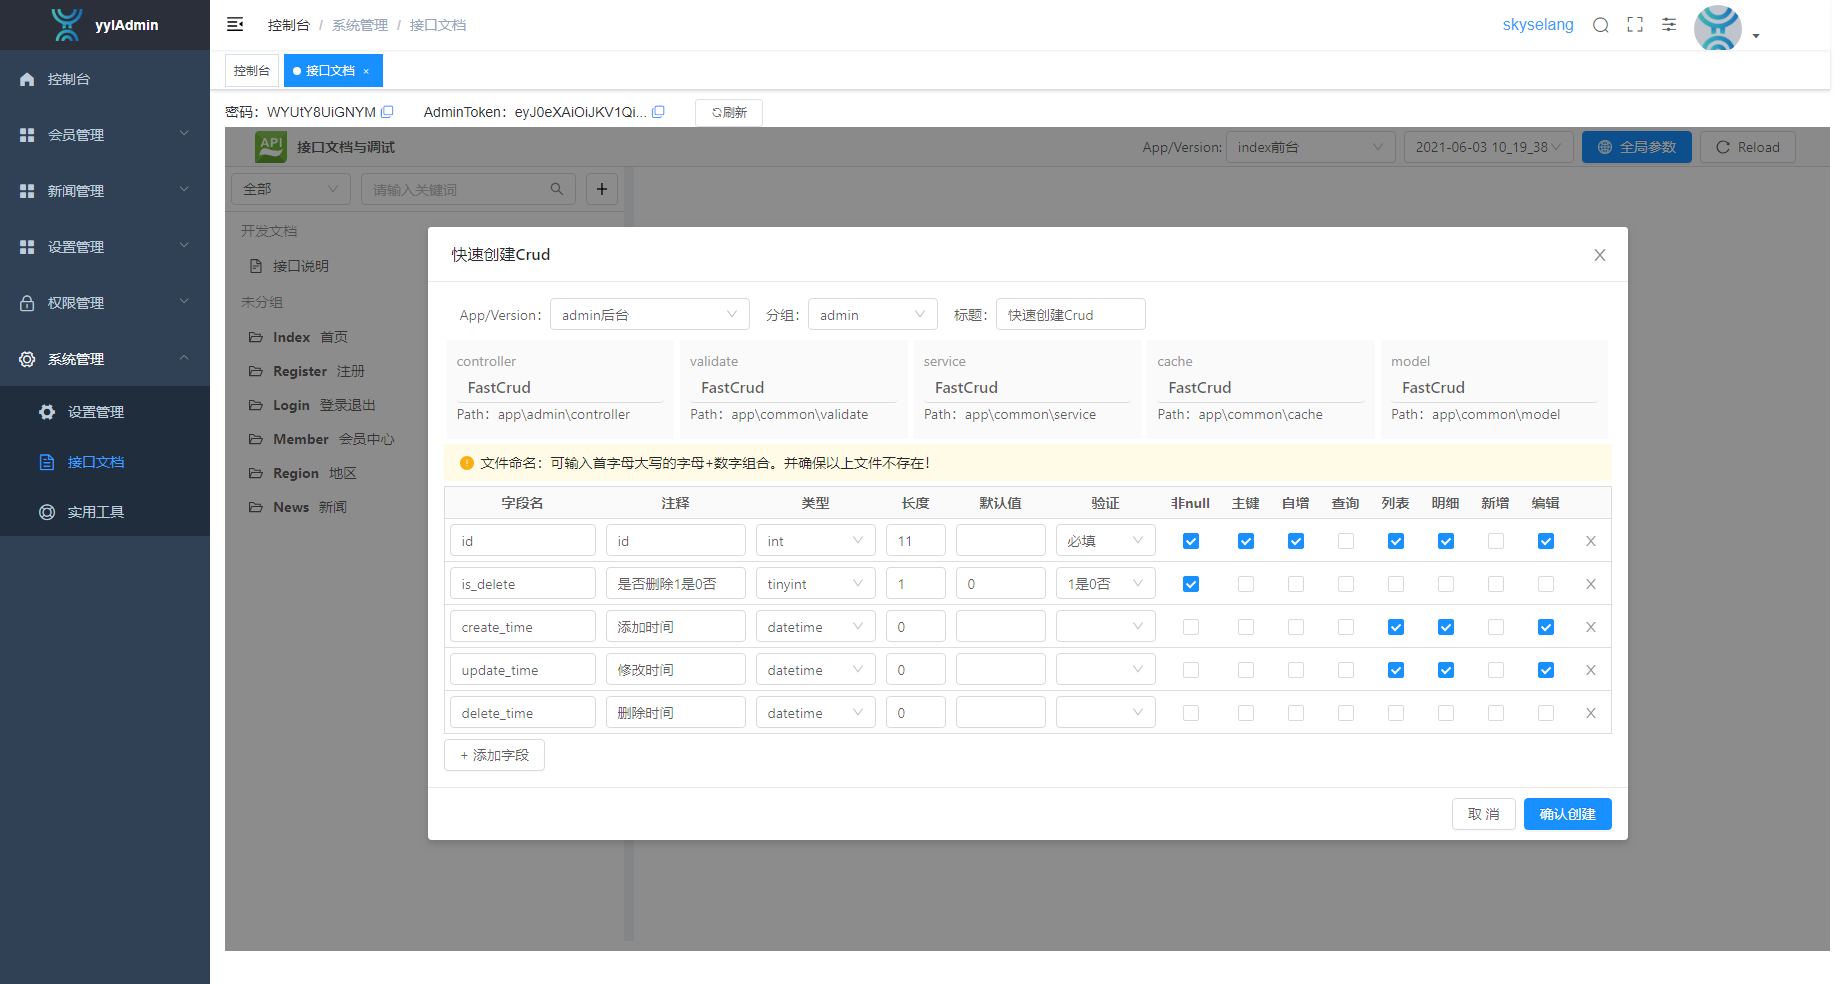 yylAdmin
控制台 / 系统管理 / 接口文档
skyselang
控制台
会员管理
新闻管理
设置管理
权限管理
系统管理
设置管理
接口文档
实用工具
控制台
接口文档 ×
密码：WYUtY8UiGNYM
AdminToken：eyJ0eXAiOiJKV1Qi...
刷新
API 接口文档与调试
App/Version: index前台
2021-06-03 10_19_38
全局参数
Reload
全部
请输入关键词
+
开发文档
接口说明
未分组
Index 首页
Register 注册
Login 登录退出
Member 会员中心
Region 地区
News 新闻
快速创建Crud
App/Version: admin后台 分组: admin 标题: 快速创建Crud
controller validate service cache model
FastCrud FastCrud FastCrud FastCrud FastCrud
Path：app\admin\controller Path：app\common\validate Path：app\common\service Path：app\common\cache Path：app\common\model
文件命名：可输入首字母大写的字母+数字组合。并确保以上文件不存在！
字段名 注释 类型 长度 默认值 验证 非null 主键 自增 查询 列表 明细 新增 编辑
id id int 11 必填
is_delete 是否删除1是0否 tinyint 1 0 1是0否
create_time 添加时间 datetime 0
update_time 修改时间 datetime 0
delete_time 删除时间 datetime 0
+ 添加字段
取 消
确认创建